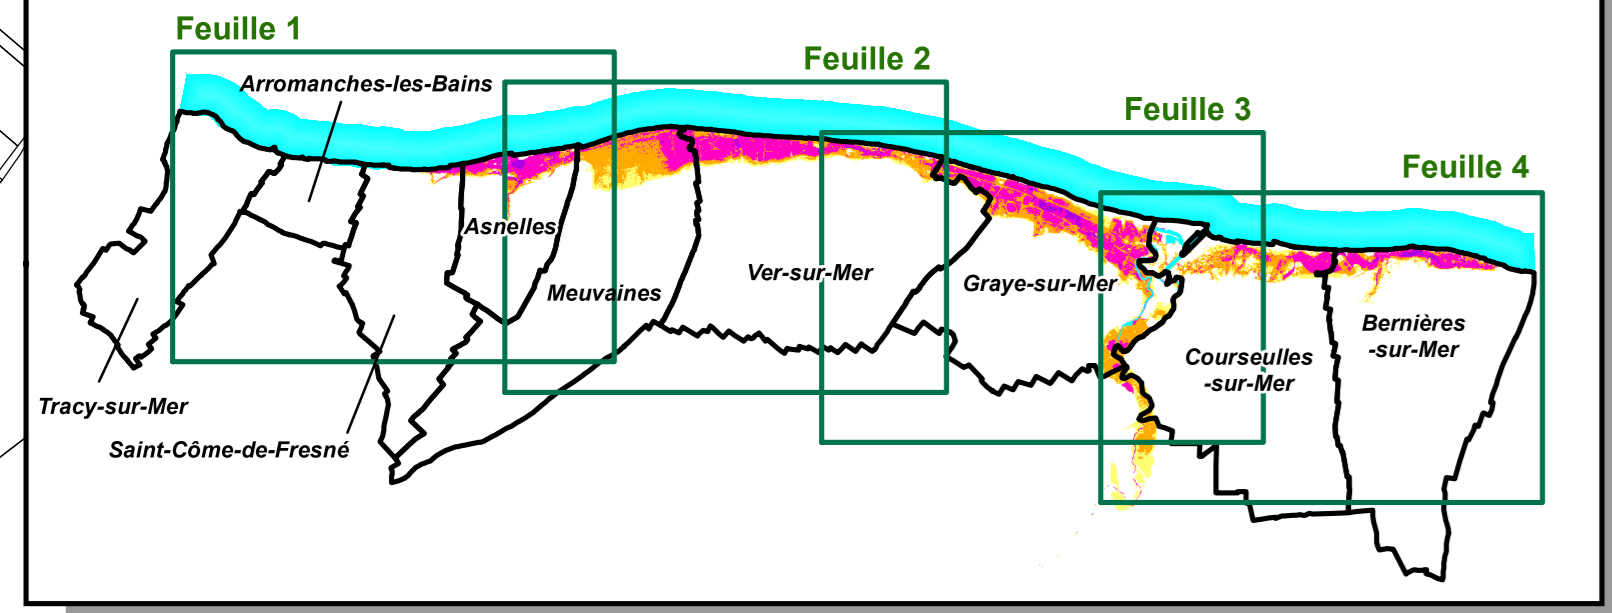 Feuille 1
Feuille 2
Arromanches-les-Bains
Feuille 3
Feuille 4
Asnelles
Ver-sur-Mer
Graye-sur-Mer
Meuvaines
Bernières
-sur-Mer
Courseulles
-sur-Mer
Tracy-sur-Mer
Saint-Côme-de-Fresné